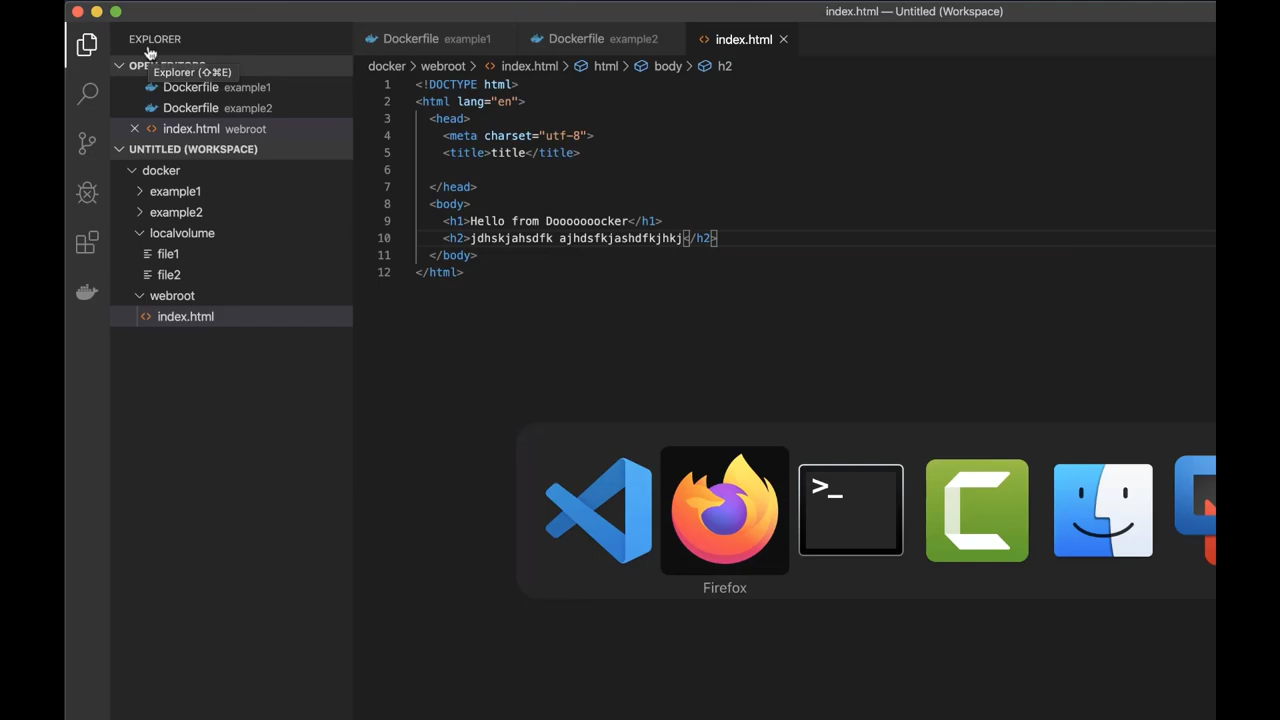 index.html — Untitled (Workspace)
EXPLORER
Dockerfile example1
Dockerfile example2
index.html
OPEN EDITORS
Explorer (⇧⌘E)
docker > webroot > index.html > html > body > h2
Dockerfile example1
Dockerfile example2
index.html webroot
UNTITLED (WORKSPACE)
docker
example1
example2
localvolume
file1
file2
webroot
index.html
1 <!DOCTYPE html>
2 <html lang="en">
3 <head>
4 <meta charset="utf-8">
5 <title>title</title>
6
7 </head>
8 <body>
9 <h1>Hello from Dooooooocker</h1>
10 <h2>jdhskjahsdfk ajhdsfkjashdfkjhkj</h2>
11 </body>
12 </html>
>_
Firefox